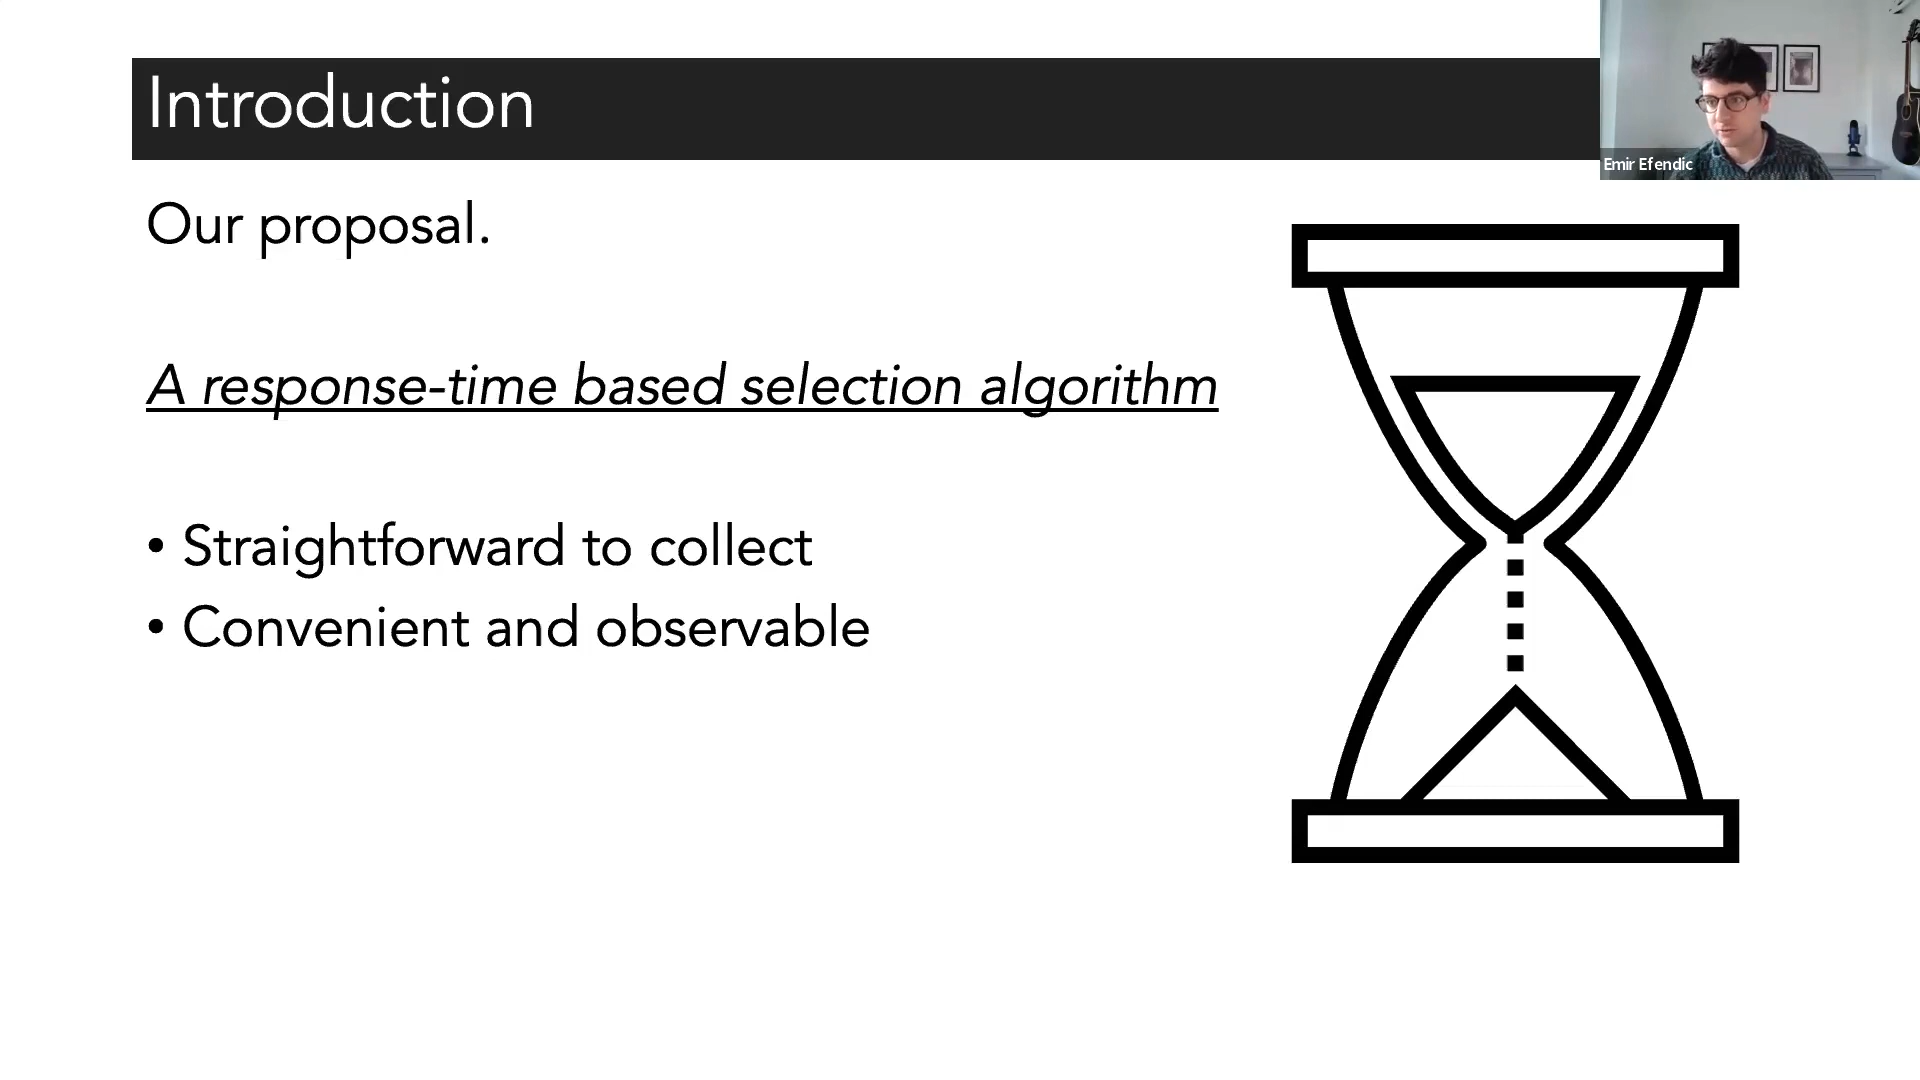 Introduction
Emir Efendic
Our proposal.
A response-time based selection algorithm
• Straightforward to collect
• Convenient and observable